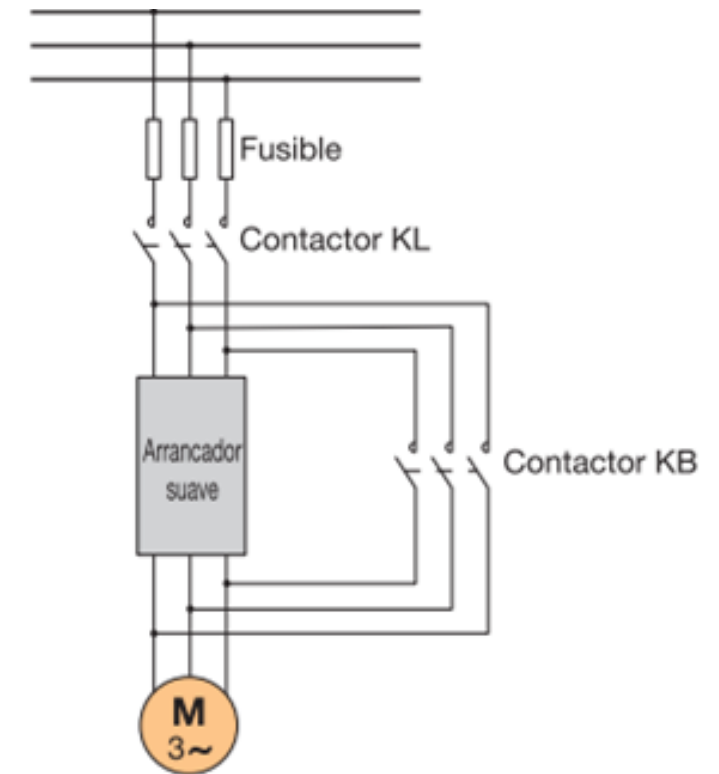 Fusible
Contactor KL
Arrancador
suave
Contactor KB
M
3~